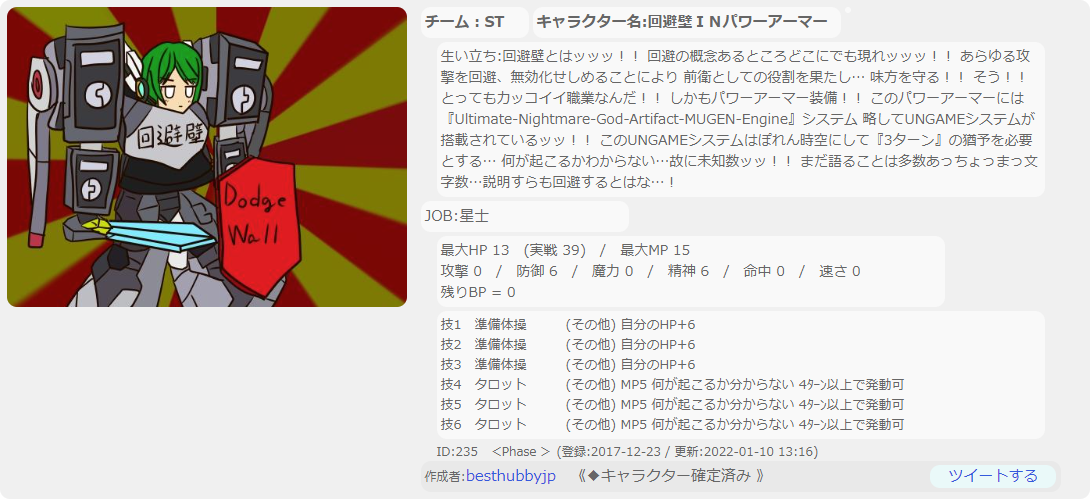 チーム：ST
キャラクター名:回避壁ＩＮパワーアーマー
生い立ち:回避壁とはッッッ！！ 回避の概念あるところどこにでも現れッッッ！！ あらゆる攻
撃を回避、無効化せしめることにより 前衛としての役割を果たし… 味方を守る！！ そう！！
とってもカッコイイ職業なんだ！！ しかもパワーアーマー装備！！ このパワーアーマーには
『Ultimate-Nightmare-God-Artifact-MUGEN-Engine』システム 略してUNGAMEシステムが
搭載されているッッ！！ このUNGAMEシステムはぽれん時空にして『3ターン』の猶予を必要
とする… 何が起こるかわからない…故に未知数ッッ！！ まだ語ることは多数あっちょっまっ文
字数…説明すらも回避するとはな…！
JOB:星士
最大HP 13　(実戦 39)　/　最大MP 15
攻撃 0　/　防御 6　/　魔力 0　/　精神 6　/　命中 0　/　速さ 0
残りBP = 0
技1　準備体操　　　(その他) 自分のHP+6
技2　準備体操　　　(その他) 自分のHP+6
技3　準備体操　　　(その他) 自分のHP+6
技4　タロット　　　(その他) MP5 何が起こるか分からない 4ﾀｰﾝ以上で発動可
技5　タロット　　　(その他) MP5 何が起こるか分からない 4ﾀｰﾝ以上で発動可
技6　タロット　　　(その他) MP5 何が起こるか分からない 4ﾀｰﾝ以上で発動可
ID:235　<Phase > (登録:2017-12-23 / 更新:2022-01-10 13:16)
作成者:besthubbyjp　《◆キャラクター確定済み 》
ツイートする
回避壁
Dodge
Wall